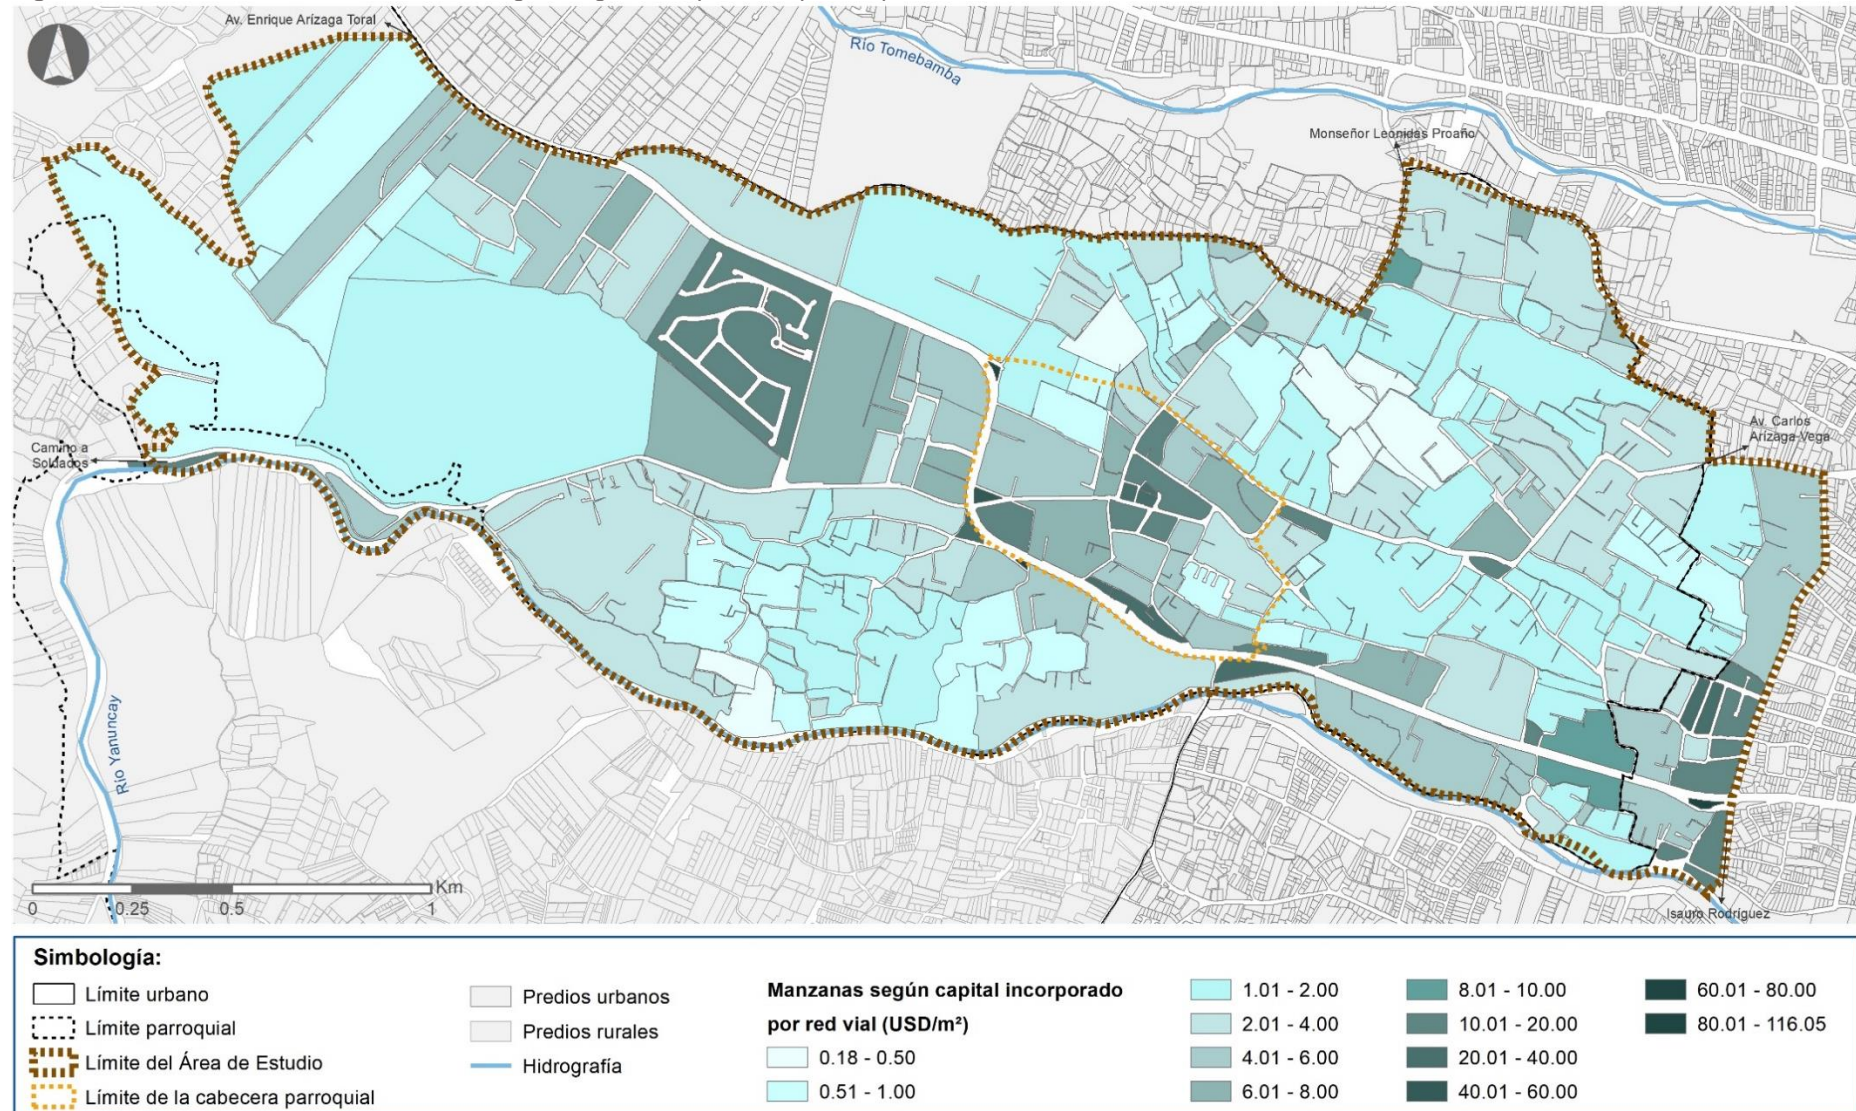 Av. Enrique Arízaga Toral
Río Tomebamba
Monseñor Leonidas Proaño
Av. Carlos
Arízaga Vega
Camino a
Soldados
Río Yanuncay
Km
0
0.25
0.5
1
Isauro Rodríguez
Simbología:
Límite urbano
Límite parroquial
Límite del Área de Estudio
Límite de la cabecera parroquial
Predios urbanos
Predios rurales
Hidrografía
Manzanas según capital incorporado
por red vial (USD/m²)
0.18 - 0.50
0.51 - 1.00
1.01 - 2.00
2.01 - 4.00
4.01 - 6.00
6.01 - 8.00
8.01 - 10.00
10.01 - 20.00
20.01 - 40.00
40.01 - 60.00
60.01 - 80.00
80.01 - 116.05